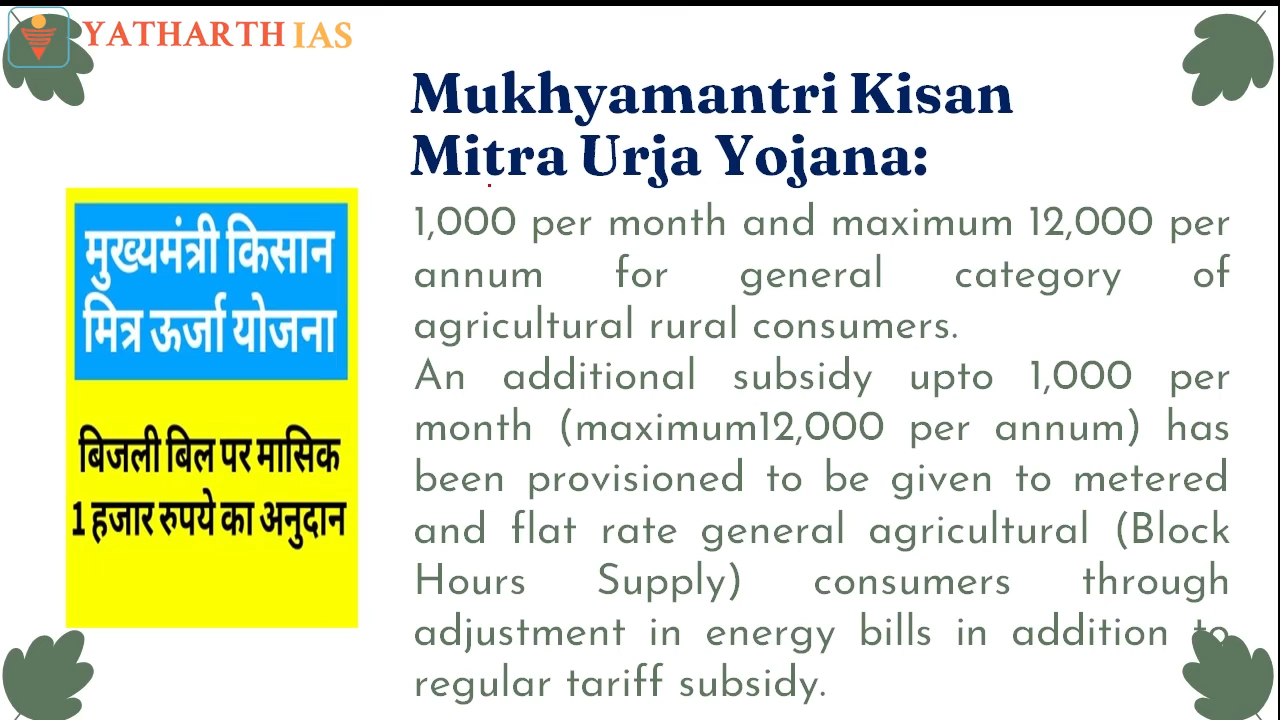 YATHARTH IAS
Mukhyamantri Kisan
Mitra Urja Yojana:
मुख्यमंत्री किसान
मित्र ऊर्जा योजना
बिजली बिल पर मासिक
1 हजार रुपये का अनुदान
1,000 per month and maximum 12,000 per
annum for general category of
agricultural rural consumers.
An additional subsidy upto 1,000 per
month (maximum12,000 per annum) has
been provisioned to be given to metered
and flat rate general agricultural (Block
Hours Supply) consumers through
adjustment in energy bills in addition to
regular tariff subsidy.